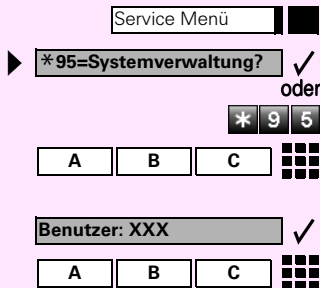 Service Menü
*95=Systemverwaltung?
oder
* 9 5
A B C
Benutzer: XXX
A B C